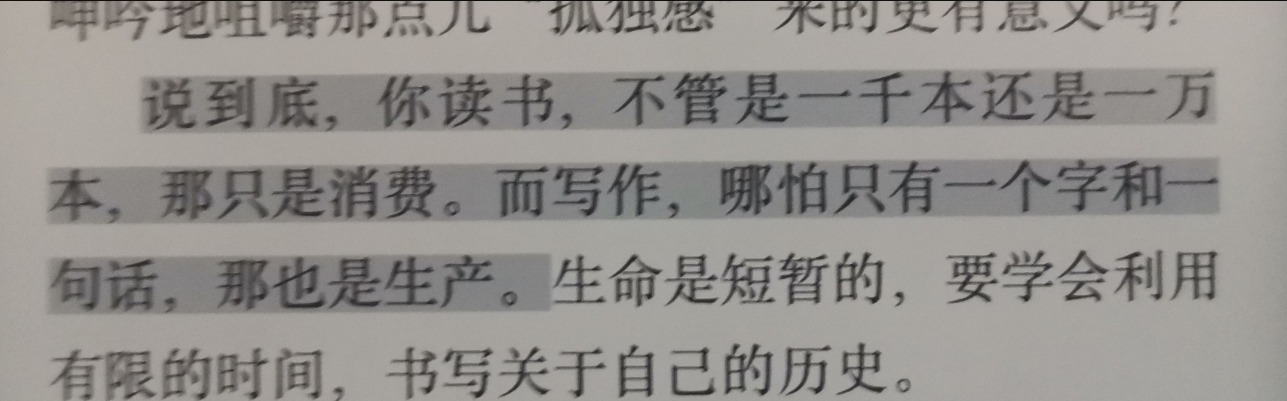 呻吟地咀嚼那点儿“孤独感”来的更有意义吗？
说到底，你读书，不管是一千本还是一万
本，那只是消费。而写作，哪怕只有一个字和一
句话，那也是生产。生命是短暂的，要学会利用
有限的时间，书写关于自己的历史。